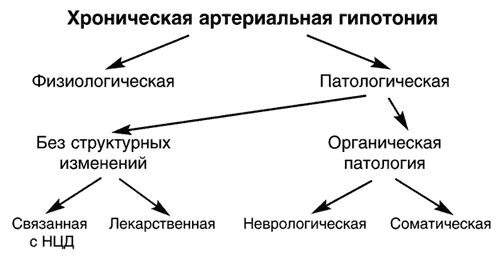 Хроническая артериальная гипотония
Физиологическая
Патологическая
Без структурных
изменений
Органическая
патология
Связанная
с НЦД
Лекарственная
Неврологическая
Соматическая